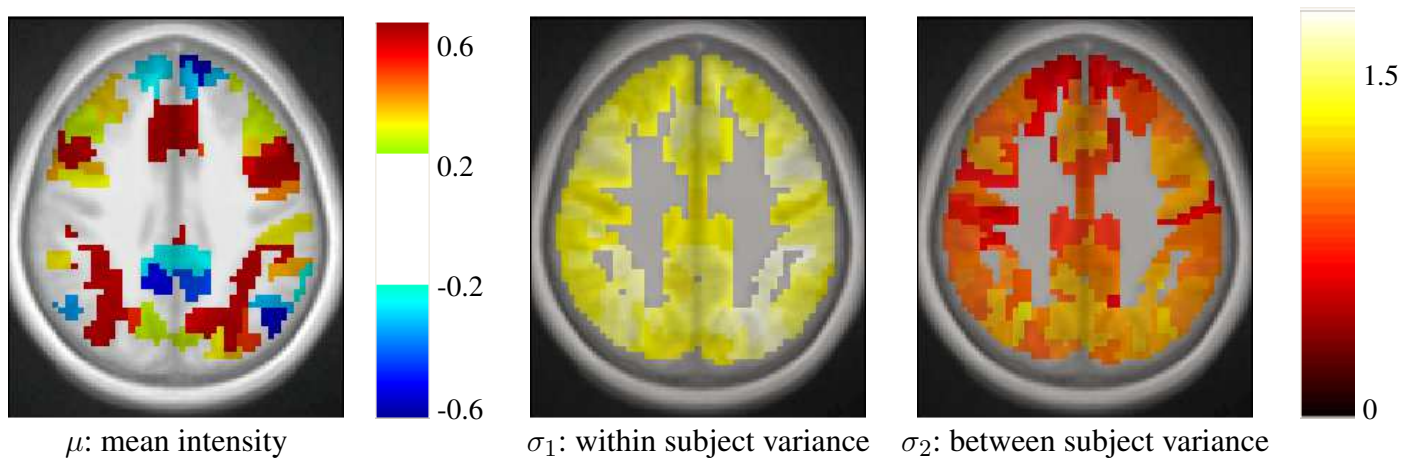 0.6
0.2
-0.2
-0.6
1.5
0
μ: mean intensity
σ₁: within subject variance
σ₂: between subject variance